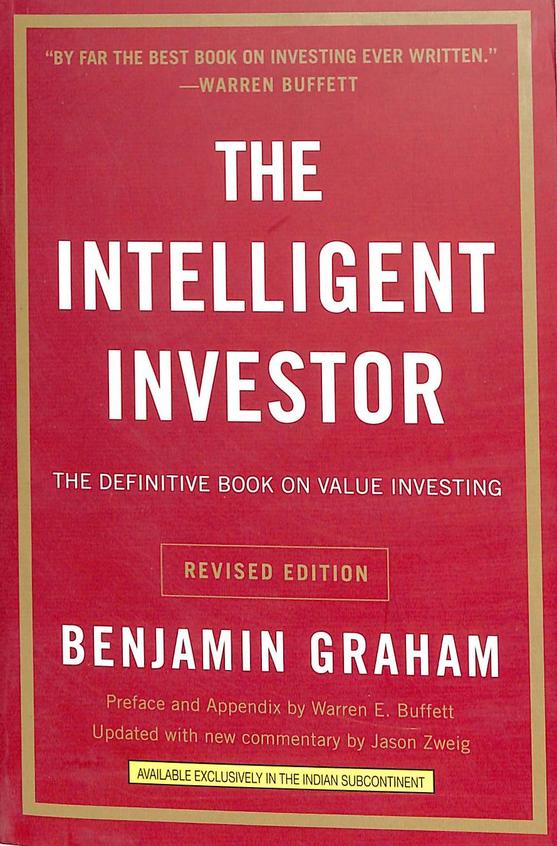 “BY FAR THE BEST BOOK ON INVESTING EVER WRITTEN.”
—WARREN BUFFETT
THE
INTELLIGENT
INVESTOR
THE DEFINITIVE BOOK ON VALUE INVESTING
REVISED EDITION
BENJAMIN GRAHAM
Preface and Appendix by Warren E. Buffett
Updated with new commentary by Jason Zweig
AVAILABLE EXCLUSIVELY IN THE INDIAN SUBCONTINENT